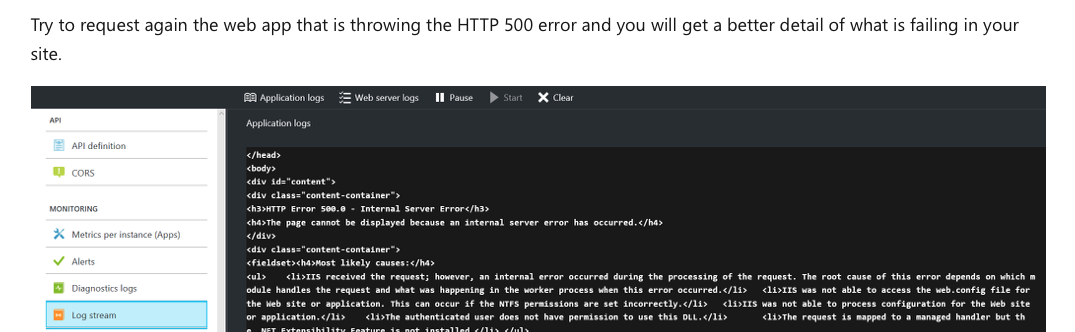 Try to request again the web app that is throwing the HTTP 500 error and you will get a better detail of what is failing in your
site.
Application logs Web server logs Pause Start Clear
API
API definition
CORS
MONITORING
Metrics per instance (Apps)
Alerts
Diagnostics logs
Log stream
Application logs
</head>
<body>
<div id="content">
<div class="content-container">
<h3>HTTP Error 500.0 - Internal Server Error</h3>
<h4>The page cannot be displayed because an internal server error has occurred.</h4>
</div>
<div class="content-container">
<fieldset><h4>Most likely causes:</h4>
<ul> <li>IIS received the request; however, an internal error occurred during the processing of the request. The root cause of this error depends on which m
odule handles the request and what was happening in the worker process when this error occurred.</li> <li>IIS was not able to access the web.config file for
the Web site or application. This can occur if the NTFS permissions are set incorrectly.</li> <li>IIS was not able to process configuration for the Web site
or application.</li> <li>The authenticated user does not have permission to use this DLL.</li> <li>The request is mapped to a managed handler but th
e .NET Extensibility Feature is not installed.</li> </ul>